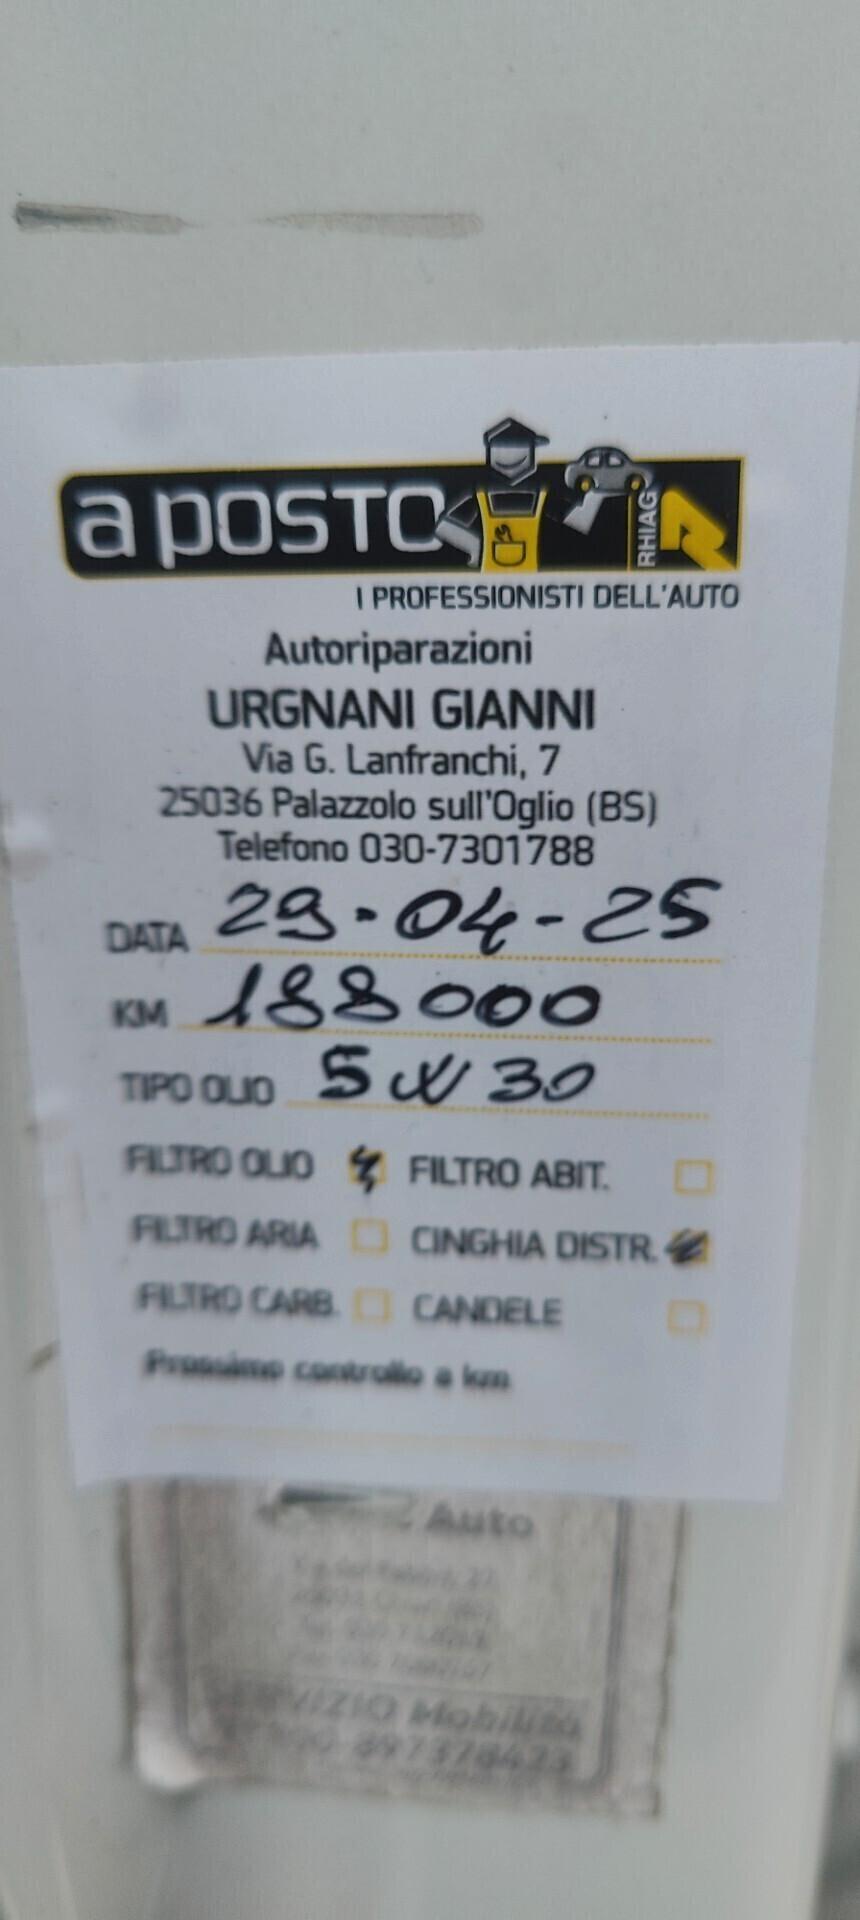 a posto
RHIAG
I PROFESSIONISTI DELL'AUTO
Autoriparazioni
URGNANI GIANNI
Via G. Lanfranchi, 7
25036 Palazzolo sull'Oglio (BS)
Telefono 030-7301788
DATA 29-04-25
KM 188000
TIPO OLIO 5W30
FILTRO OLIO FILTRO ABIT.
FILTRO ARIA CINGHIA DISTR.
FILTRO CARB. CANDELE
Prossimo controllo a km
Auto
SERVIZIO Mobilità